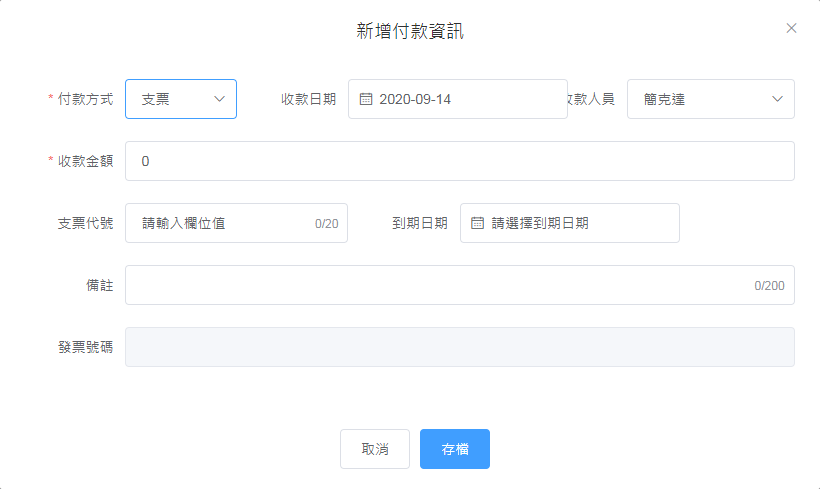 新增付款資訊
* 付款方式 支票 收款日期 2020-09-14 收款人員 簡克達
* 收款金額 0
支票代號 請輸入欄位值 0/20 到期日期 請選擇到期日期
備註 0/200
發票號碼
取消 存檔